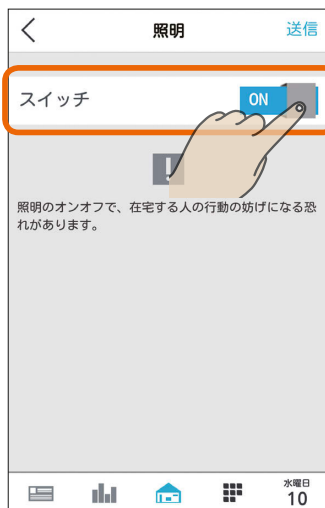 照明
送信
スイッチ
ON
照明のオンオフで、在宅する人の行動の妨げになる恐
れがあります。
水曜日
10